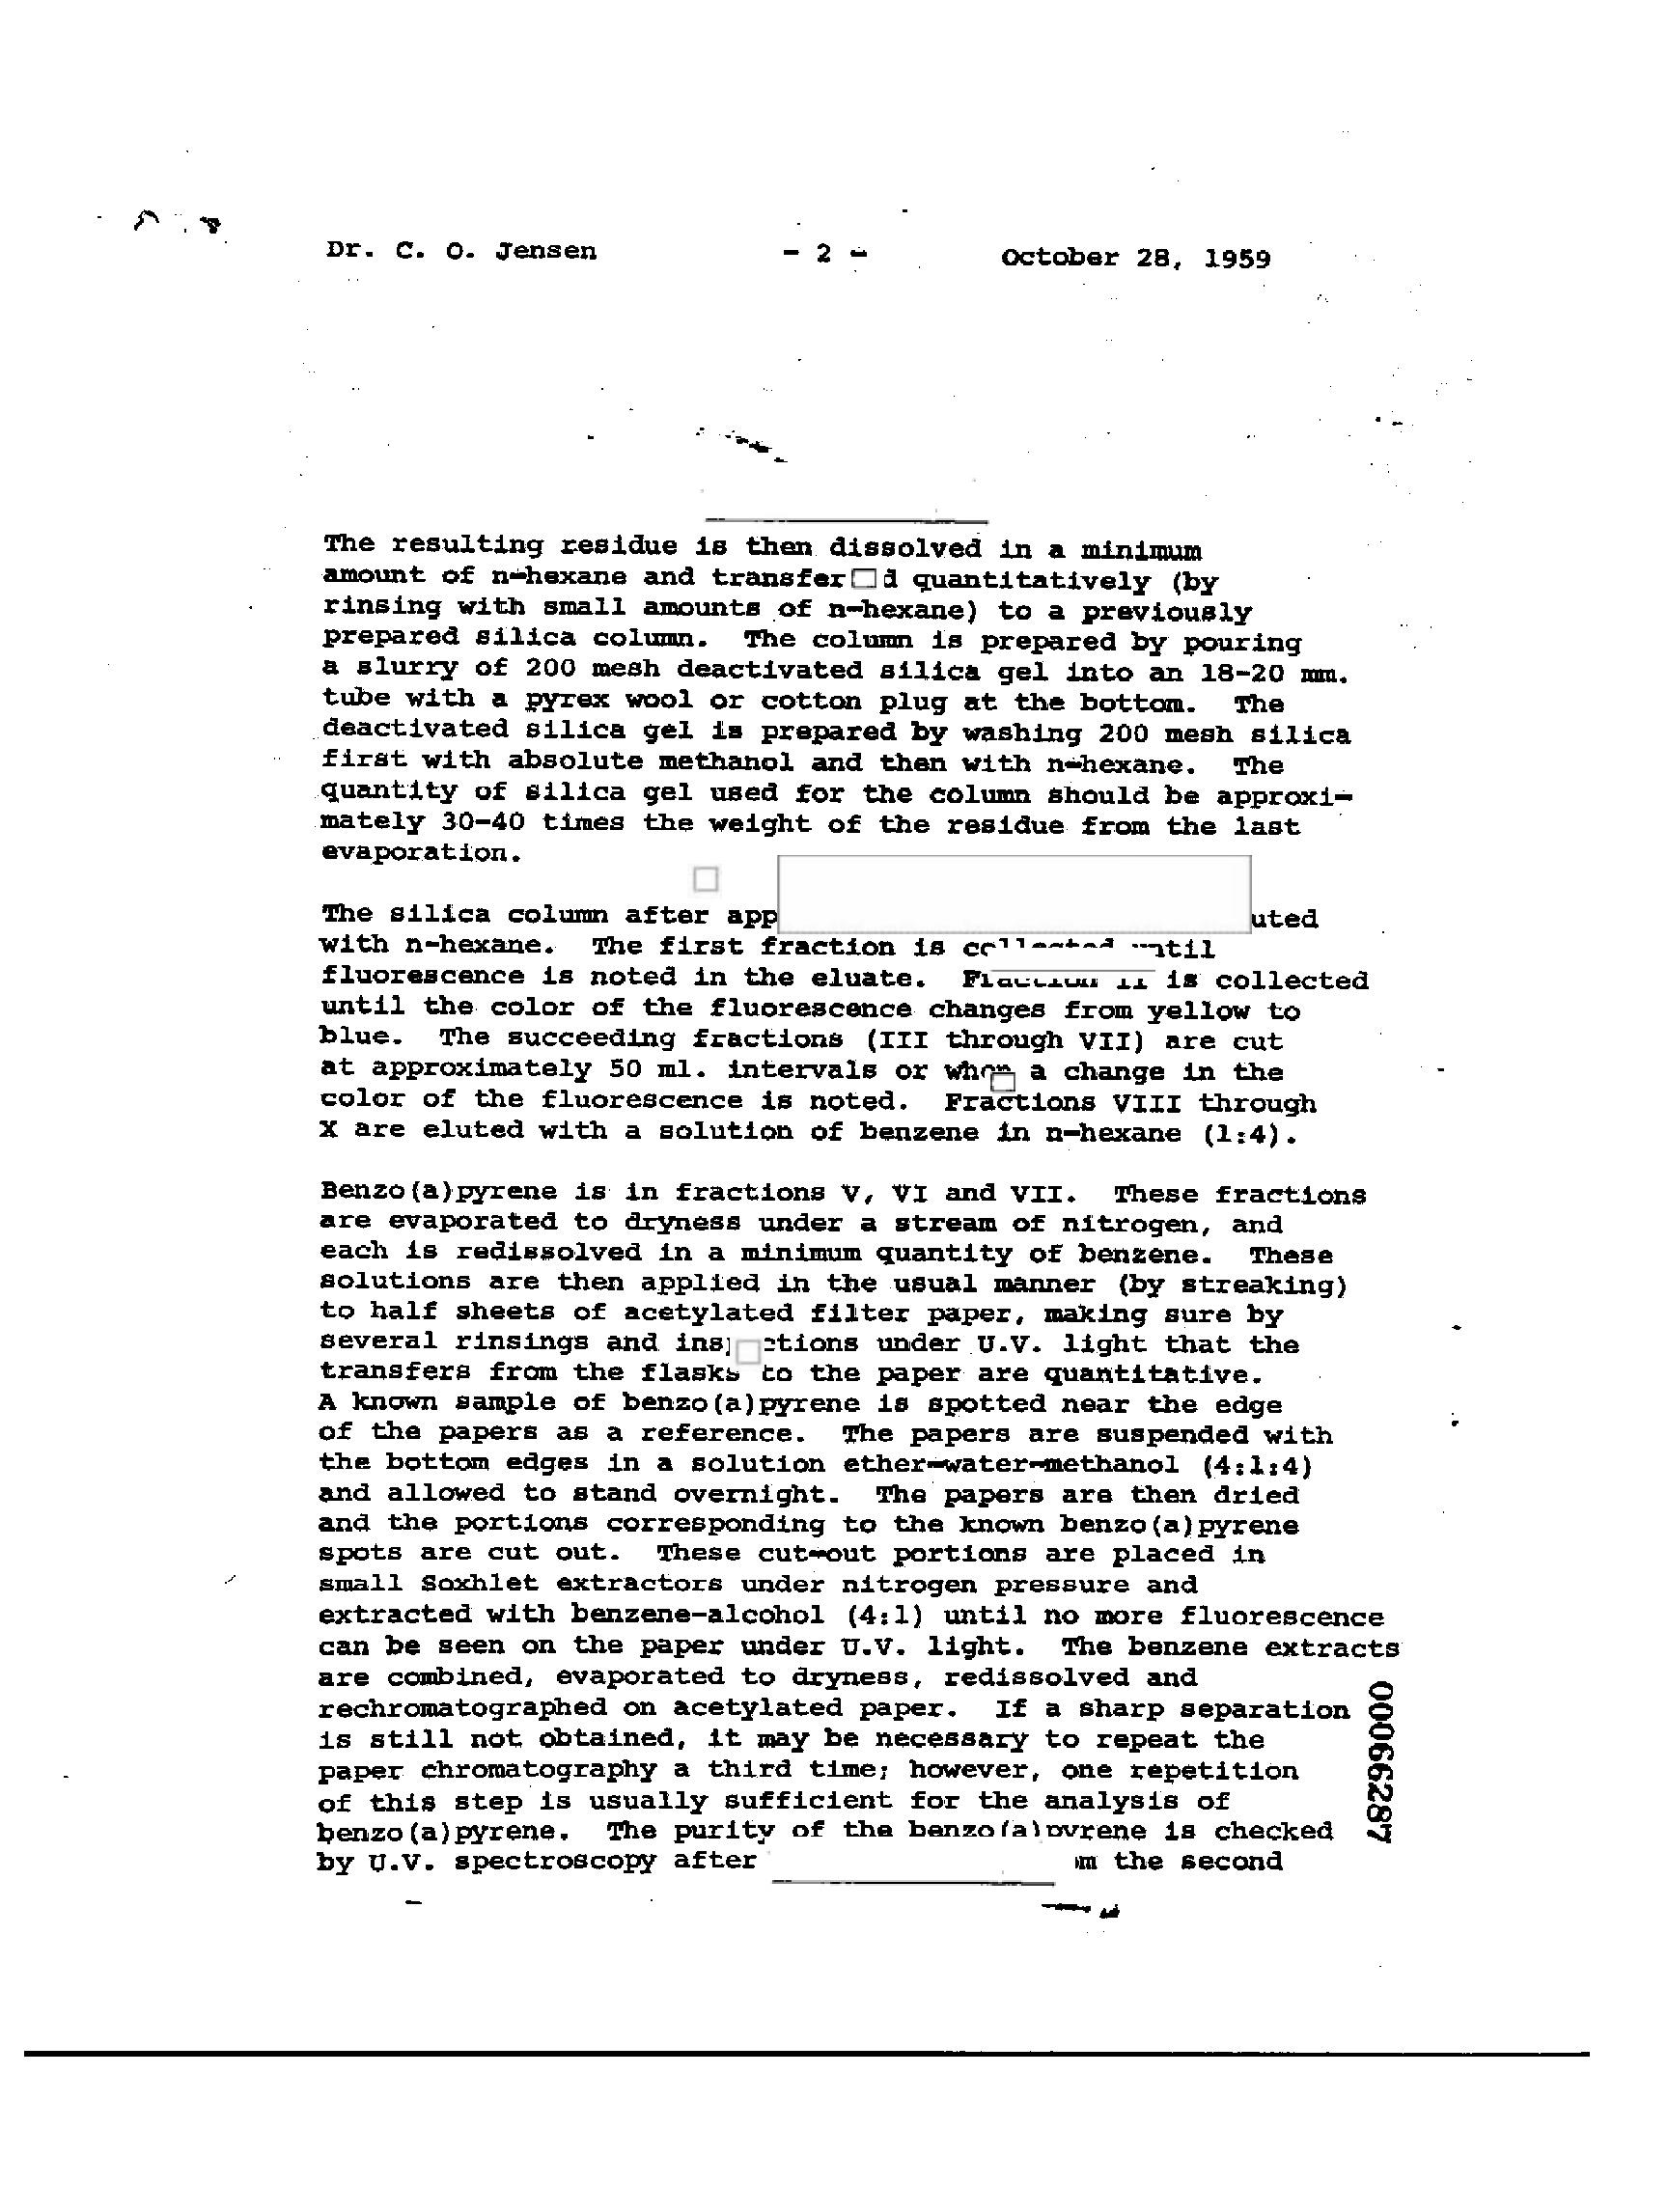 Dr. C. O. Jensen - 2 - October 28, 1959
The resulting residue is then dissolved in a minimum
amount of n-hexane and quantitatively (by
rinsing with small amounts of n-hexane) to a previously
prepared silica column. The column is prepared by pouring
a slurry of 200 mesh deactivated silica gel into an 18-20 mm.
tube with a pyrex wool or cotton plug at the bottom. The
deactivated silica gel is prepared by washing 200 mesh silica
first with absolute methanol and then with n-hexane. The
quantity of silica gel used for the column should be approxi-
mately 30-40 times the weight of the residue from the last
evaporation.
The silica column after
with n-hexane. The first fraction is
fluorescence is noted in the eluate. is collected
until the color of the fluorescence changes from yellow to
blue. The succeeding fractions (III through VII) are cut
at approximately 50 ml. intervals or when a change in the
color of the fluorescence is noted. Fractions VIII through
X are eluted with a solution of benzene in n-hexane (1:4).
Benzo(a)pyrene is in fractions V, VI and VII. These fractions
are evaporated to dryness under a stream of nitrogen, and
each is redissolved in a minimum quantity of benzene. These
solutions are then applied in the usual manner (by streaking)
to half sheets of acetylated filter paper, making sure by
several rinsings and under U.V. light that the
transfers from the flasks to the paper are quantitative.
A known sample of benzo(a)pyrene is spotted near the edge
of the papers as a reference. The papers are suspended with
the bottom edges in a solution ether-water-methanol (4:1:4)
and allowed to stand overnight. The papers are then dried
and the portions corresponding to the known benzo(a)pyrene
spots are cut out. These cut-out portions are placed in
small Soxhlet extractors under nitrogen pressure and
extracted with benzene-alcohol (4:1) until no more fluorescence
can be seen on the paper under U.V. light. The benzene extracts
are combined, evaporated to dryness, redissolved and
rechromatographed on acetylated paper. If a sharp separation
is still not obtained, it may be necessary to repeat the
paper chromatography a third time; however, one repetition
of this step is usually sufficient for the analysis of
benzo(a)pyrene. The purity of the benzo(a)pyrene is checked
by U.V. spectroscopy after the second
00066287